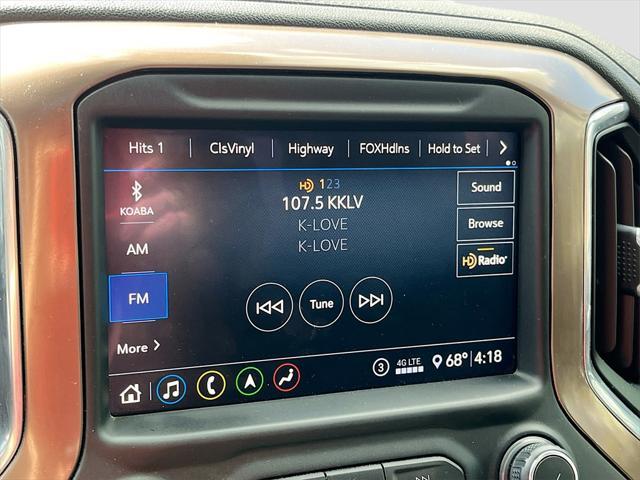 Hits 1 ClsVinyl Highway FOXHdlns Hold to Set
HD 123
107.5 KKLV
K-LOVE
K-LOVE
KOABA
AM
FM
More
Sound
Browse
HD Radio
Tune
3 4G LTE 68° 4:18